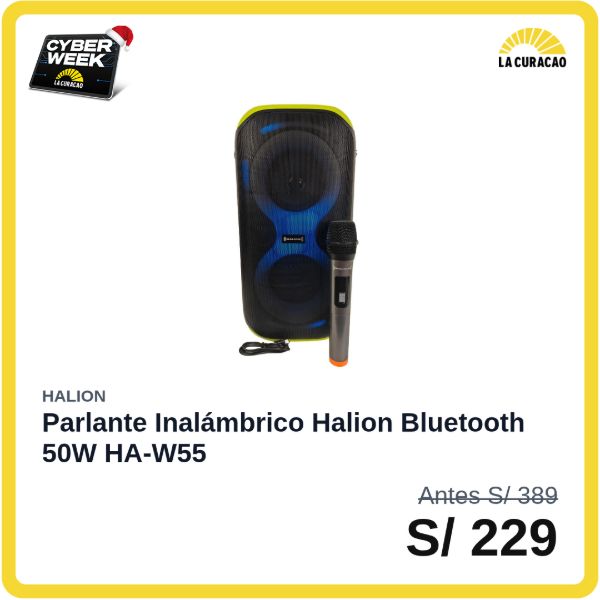 CYBER
WEEK
LA CURACAO
LA CURACAO
HALION
Parlante Inalámbrico Halion Bluetooth
50W HA-W55
Antes S/ 389
S/ 229